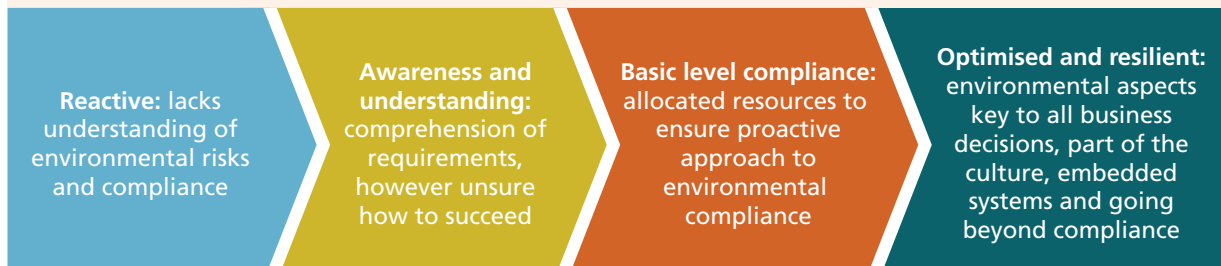 Reactive: lacks
understanding of
environmental risks
and compliance
Awareness and
understanding:
comprehension of
requirements,
however unsure
how to succeed
Basic level compliance:
allocated resources to
ensure proactive
approach to
environmental
compliance
Optimised and resilient:
environmental aspects
key to all business
decisions, part of the
culture, embedded
systems and going
beyond compliance